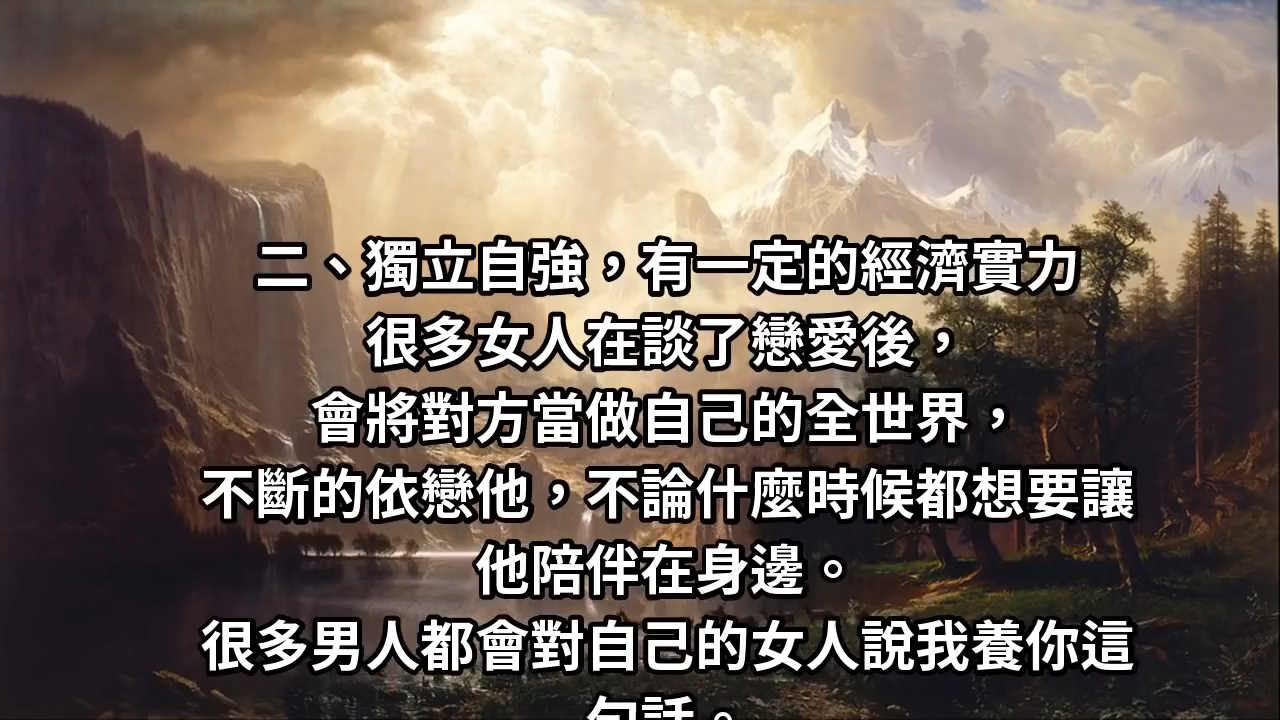 二、獨立自強，有一定的經濟實力
很多女人在談了戀愛後，
會將對方當做自己的全世界，
不斷的依戀他，不論什麼時候都想要讓
他陪伴在身邊。
很多男人都會對自己的女人說我養你這
句話。